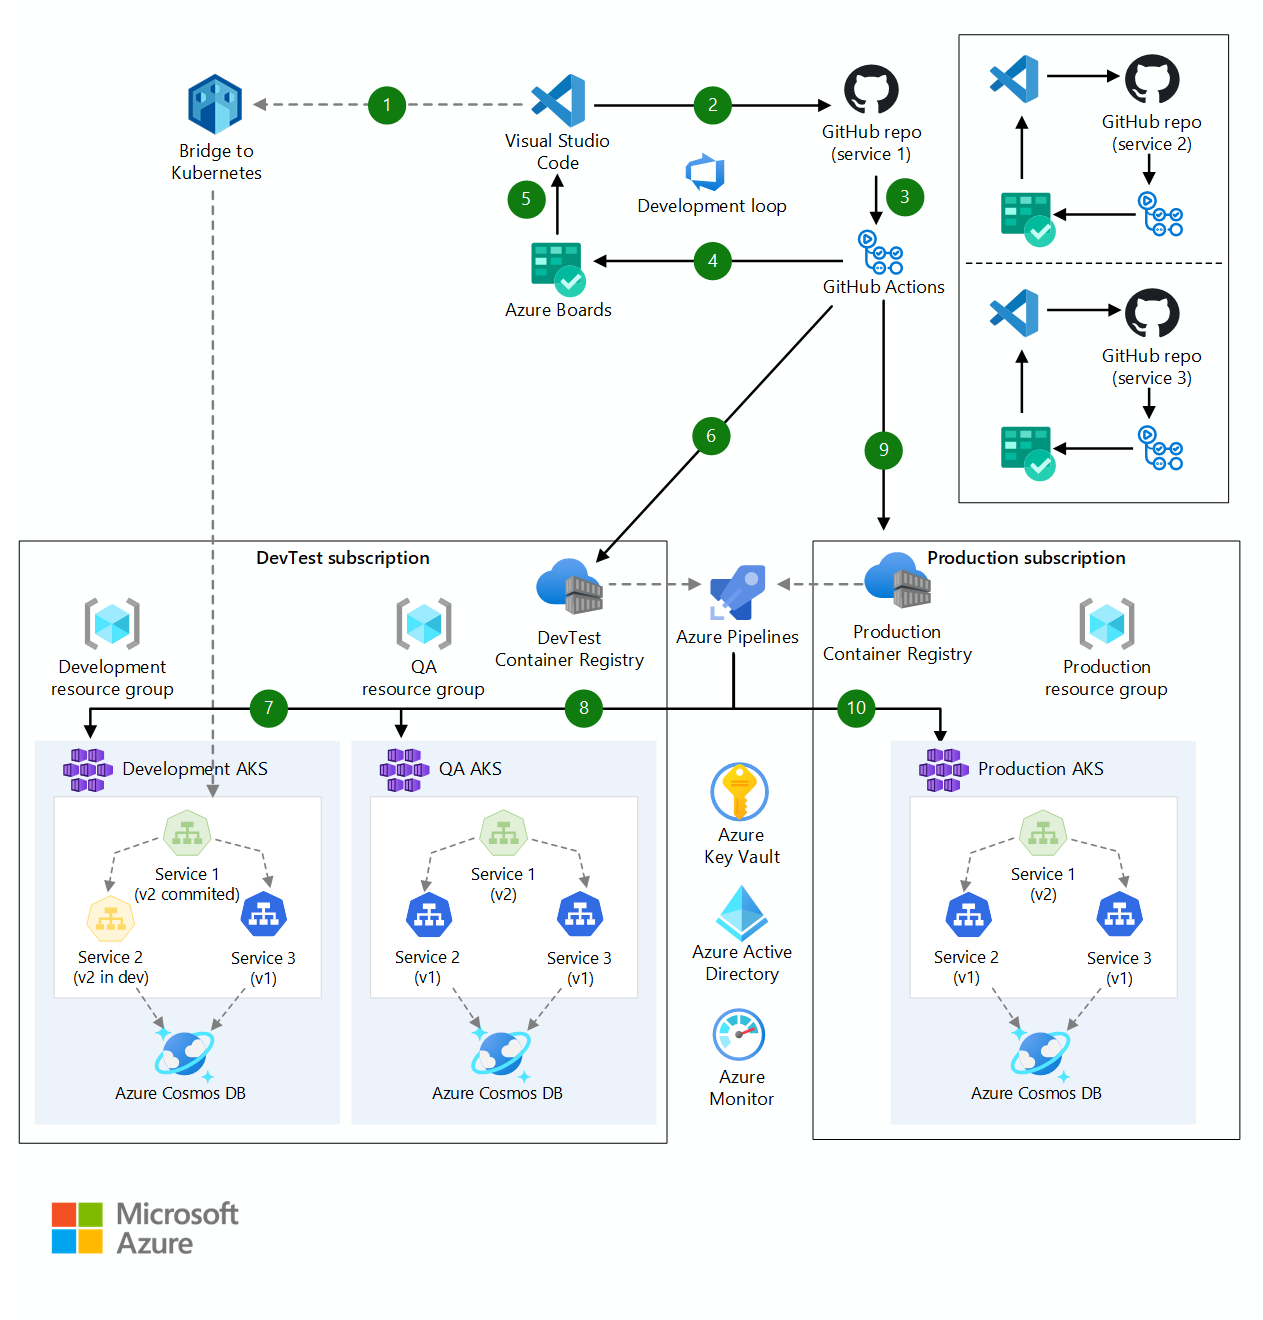 1
2
Bridge to
Kubernetes
Visual Studio
Code
GitHub repo
(service 1)
Development loop
5
3
4
Azure Boards
GitHub Actions
GitHub repo
(service 2)
GitHub repo
(service 3)
6
9
DevTest subscription
Production subscription
Development
resource group
QA
resource group
DevTest
Container Registry
Azure Pipelines
Production
Container Registry
Production
resource group
7
8
10
Development AKS
QA AKS
Production AKS
Service 1
(v2 commited)
Service 2
(v2 in dev)
Service 3
(v1)
Azure Cosmos DB
Service 1
(v2)
Service 2
(v1)
Service 3
(v1)
Azure Cosmos DB
Azure
Key Vault
Azure Active
Directory
Azure
Monitor
Service 1
(v2)
Service 2
(v1)
Service 3
(v1)
Azure Cosmos DB
Microsoft
Azure